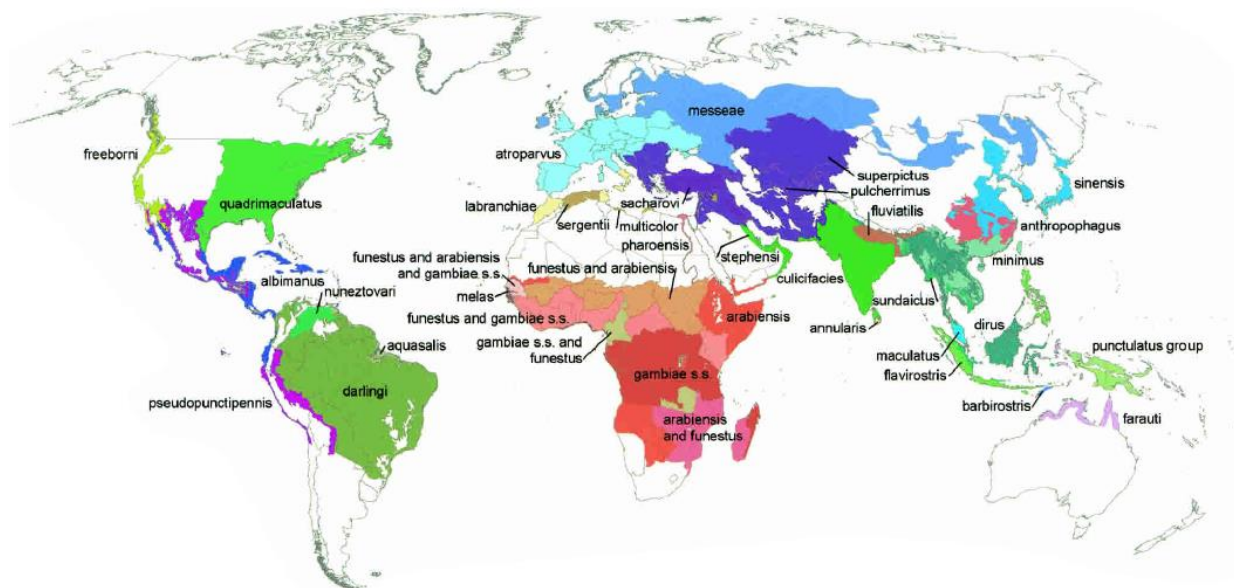 messeae
freeborni
atroparvus
superpictus
pulcherrimus
sinensis
quadrimaculatus
labranchiae
sacharovi
fluviatilis
sergentii
multicolor
anthropophagus
pharoensis
stephensi
minimus
funestus and arabiensis
and gambiae s.s.
funestus and arabiensis
albimanus
nuneztovari
culicifacies
melas
sundaicus
funestus and gambiae s.s.
arabiensis
annularis
dirus
gambiae s.s. and
funestus
aquasalis
maculatus
punctulatus group
gambiae s.s.
flavirostris
darlingi
pseudopunctipennis
barbirostris
arabiensis
and funestus
farauti